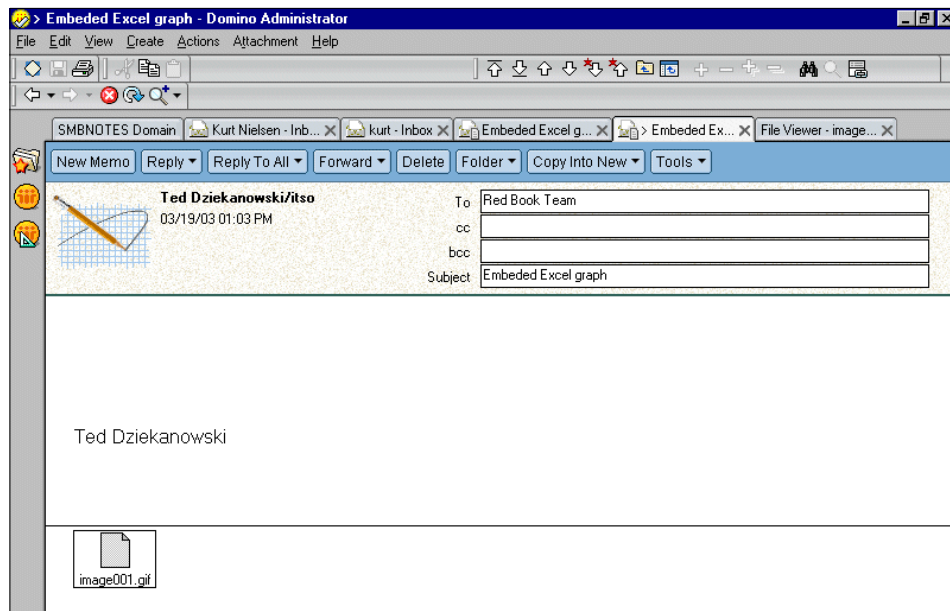 > Embeded Excel graph - Domino Administrator
File Edit View Create Actions Attachment Help
SMBNOTES Domain Kurt Nielsen - Inb... kurt - Inbox Embeded Excel g... > Embeded Ex... File Viewer - image...
New Memo Reply Reply To All Forward Delete Folder Copy Into New Tools
Ted Dziekanowski/itso
03/19/03 01:03 PM
To Red Book Team
cc
bcc
Subject Embeded Excel graph
Ted Dziekanowski
image001.gif